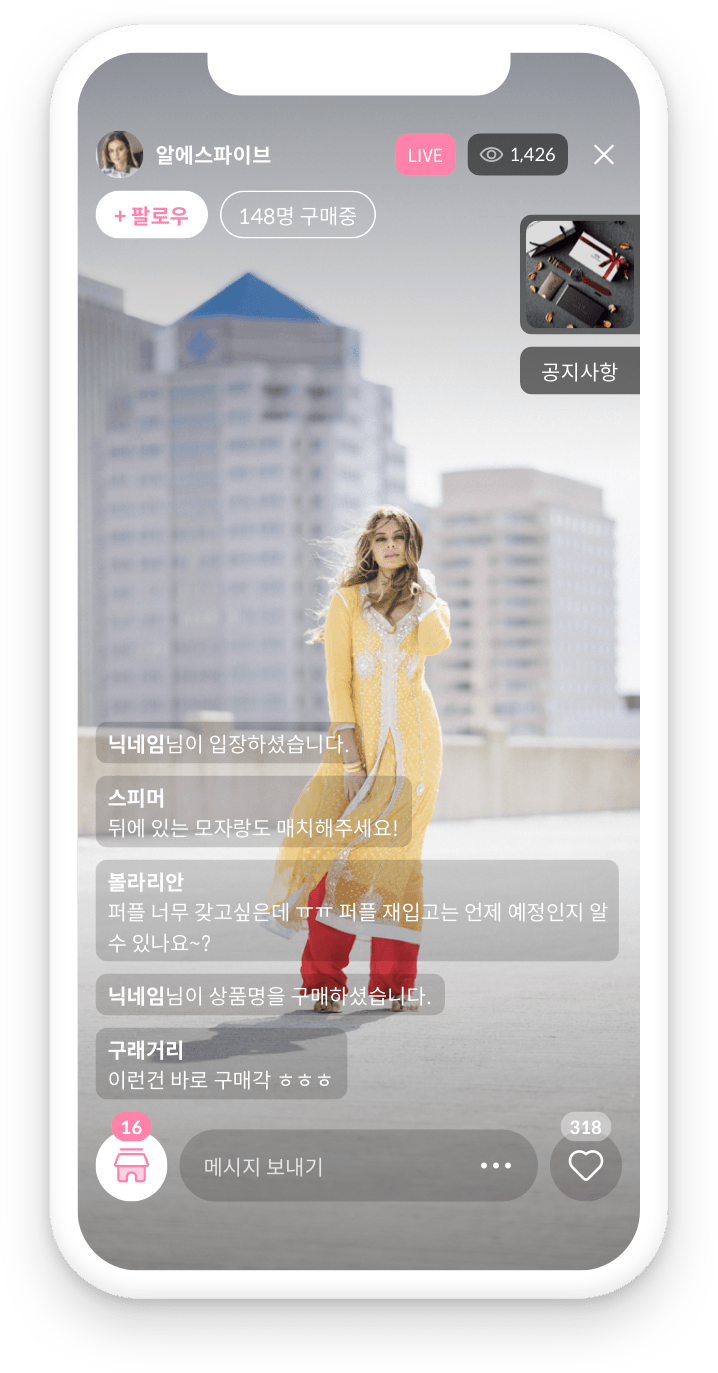 알에스파이브
LIVE
1,426
+ 팔로우
148명 구매중
공지사항
닉네임님이 입장하셨습니다.
스피머
뒤에 있는 모자랑도 매치해주세요!
볼라리안
퍼플 너무 갖고싶은데 ㅠㅠ 퍼플 재입고는 언제 예정인지 알
수 있나요~?
닉네임님이 상품명을 구매하셨습니다.
구래거리
이런건 바로 구매각 ㅎㅎㅎ
16
318
메시지 보내기